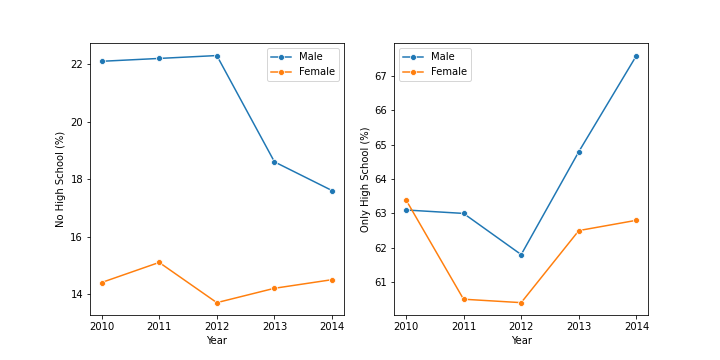 Male
Female
No High School (%)
22
20
18
16
14
2010 2011 2012 2013 2014
Year
Male
Female
Only High School (%)
67
66
65
64
63
62
61
2010 2011 2012 2013 2014
Year